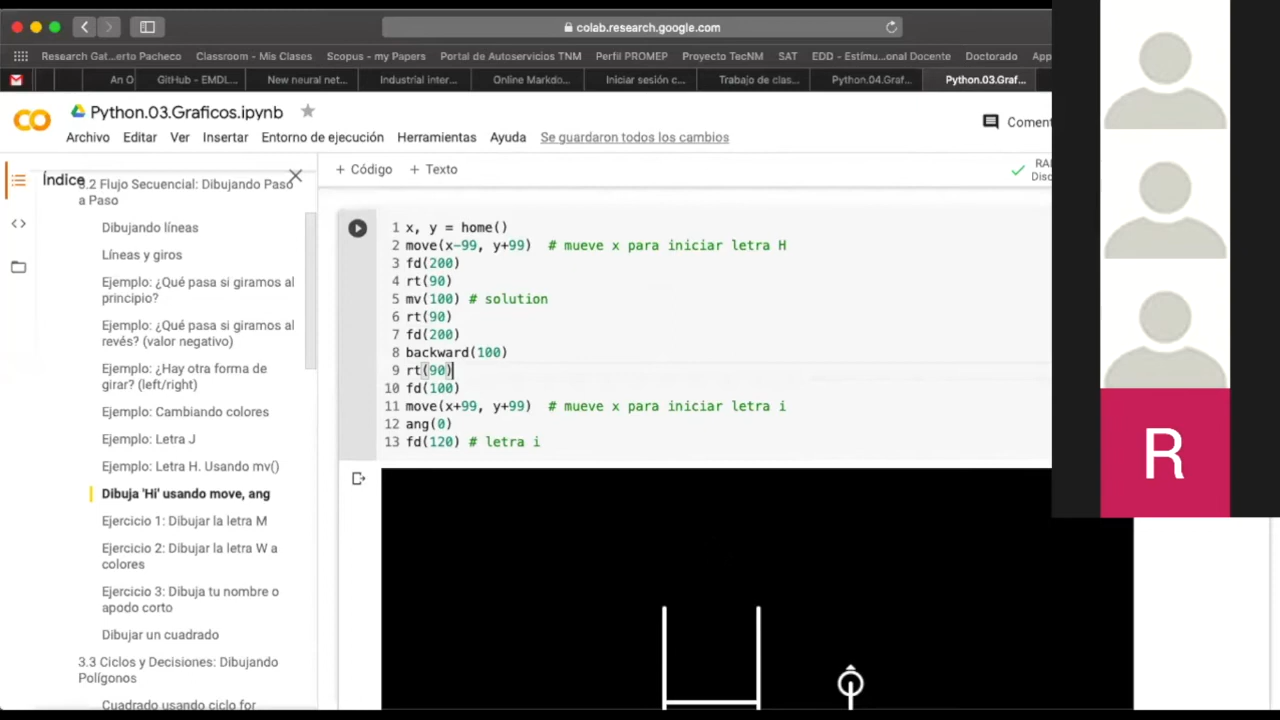 colab.research.google.com
Research Gat...erto Pacheco Classroom - Mis Clases Scopus - my Papers Portal de Autoservicios TNM Perfil PROMEP Proyecto TecNM SAT EDD - Estímu...onal Docente Doctorado App
An O GitHub - EMDL... New neural net... Industrial inter... Online Markdo... Iniciar sesión c... Trabajo de clas... Python.04.Graf... Python.03.Graf...
Python.03.Graficos.ipynb
Archivo Editar Ver Insertar Entorno de ejecución Herramientas Ayuda Se guardaron todos los cambios
Coment
Índice
+ Código + Texto
RA
Disc
3.2 Flujo Secuencial: Dibujando Paso
a Paso
Dibujando líneas
Líneas y giros
Ejemplo: ¿Qué pasa si giramos al
principio?
Ejemplo: ¿Qué pasa si giramos al
revés? (valor negativo)
Ejemplo: ¿Hay otra forma de
girar? (left/right)
Ejemplo: Cambiando colores
Ejemplo: Letra J
Ejemplo: Letra H. Usando mv()
Dibuja 'Hi' usando move, ang
Ejercicio 1: Dibujar la letra M
Ejercicio 2: Dibujar la letra W a
colores
Ejercicio 3: Dibuja tu nombre o
apodo corto
Dibujar un cuadrado
3.3 Ciclos y Decisiones: Dibujando
Polígonos
Cuadrado usando ciclo for
1 x, y = home()
2 move(x-99, y+99) # mueve x para iniciar letra H
3 fd(200)
4 rt(90)
5 mv(100) # solution
6 rt(90)
7 fd(200)
8 backward(100)
9 rt(90)
10 fd(100)
11 move(x+99, y+99) # mueve x para iniciar letra i
12 ang(0)
13 fd(120) # letra i
R